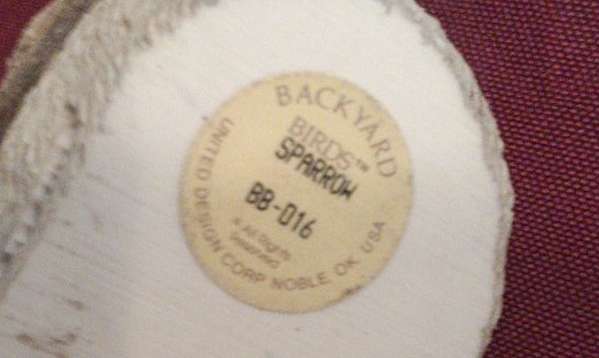 BACKYARD
BIRDS™
SPARROW
BB-016
© All Rights
Reserved
UNITED DESIGN CORP NOBLE, OK USA